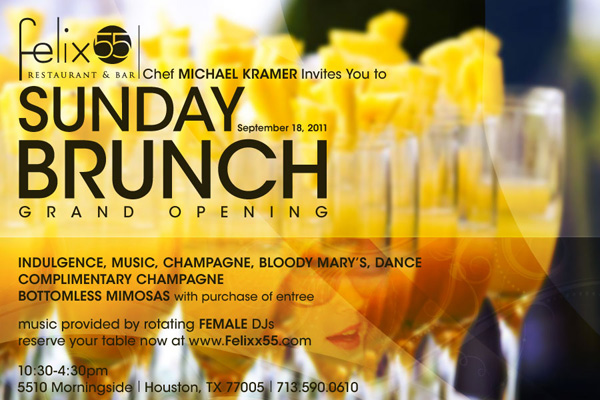 felix 55
RESTAURANT & BAR
Chef MICHAEL KRAMER Invites You to
SUNDAY
September 18, 2011
BRUNCH
GRAND OPENING
INDULGENCE, MUSIC, CHAMPAGNE, BLOODY MARY'S, DANCE
COMPLIMENTARY CHAMPAGNE
BOTTOMLESS MIMOSAS with purchase of entree
music provided by rotating FEMALE DJs
reserve your table now at www.Felixx55.com
10:30-4:30pm
5510 Morningside | Houston, TX 77005 | 713.590.0610